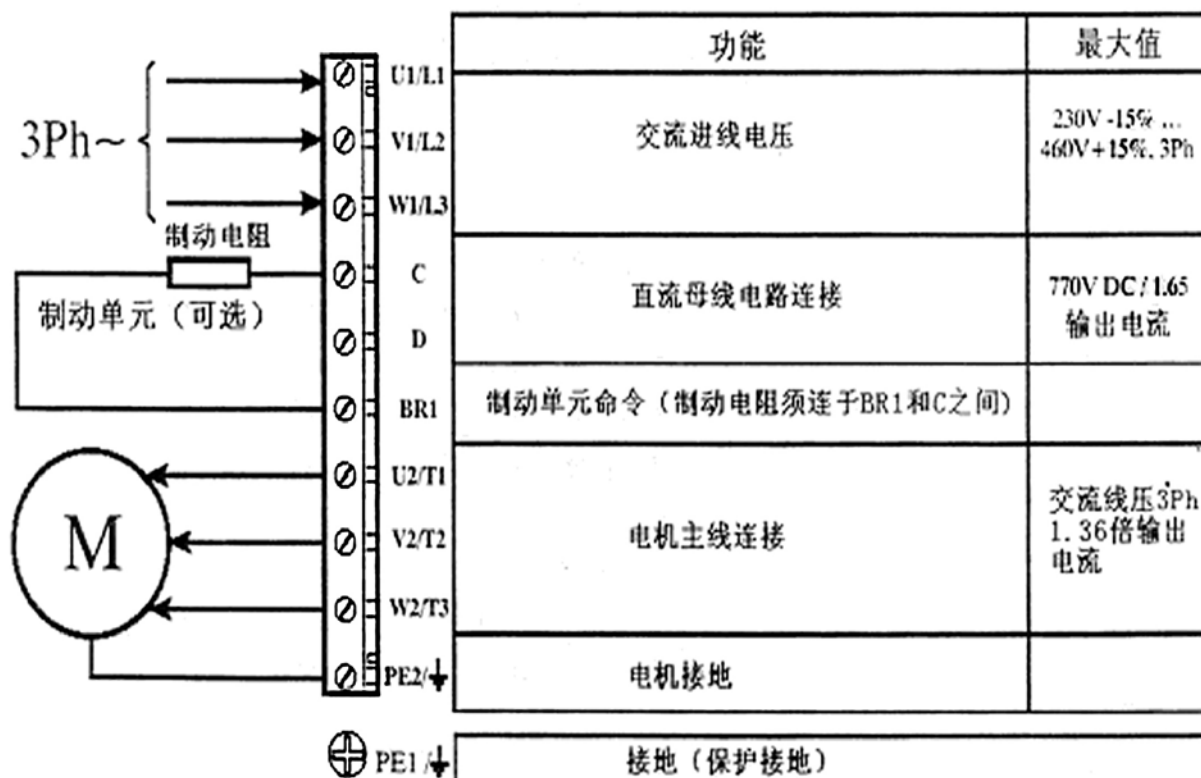 功能
最大值
3Ph～
U1/L1
V1/L2
W1/L3
交流进线电压
230V -15% ...
460V+15%, 3Ph
制动电阻
制动单元（可选）
C
D
直流母线电路连接
770V DC / 1.65
输出电流
BR1
制动单元命令（制动电阻须连于BR1和C之间）
M
U2/T1
V2/T2
W2/T3
电机主线连接
交流线压3Ph
1.36倍输出
电流
PE2/
电机接地
PE1/
接地（保护接地）